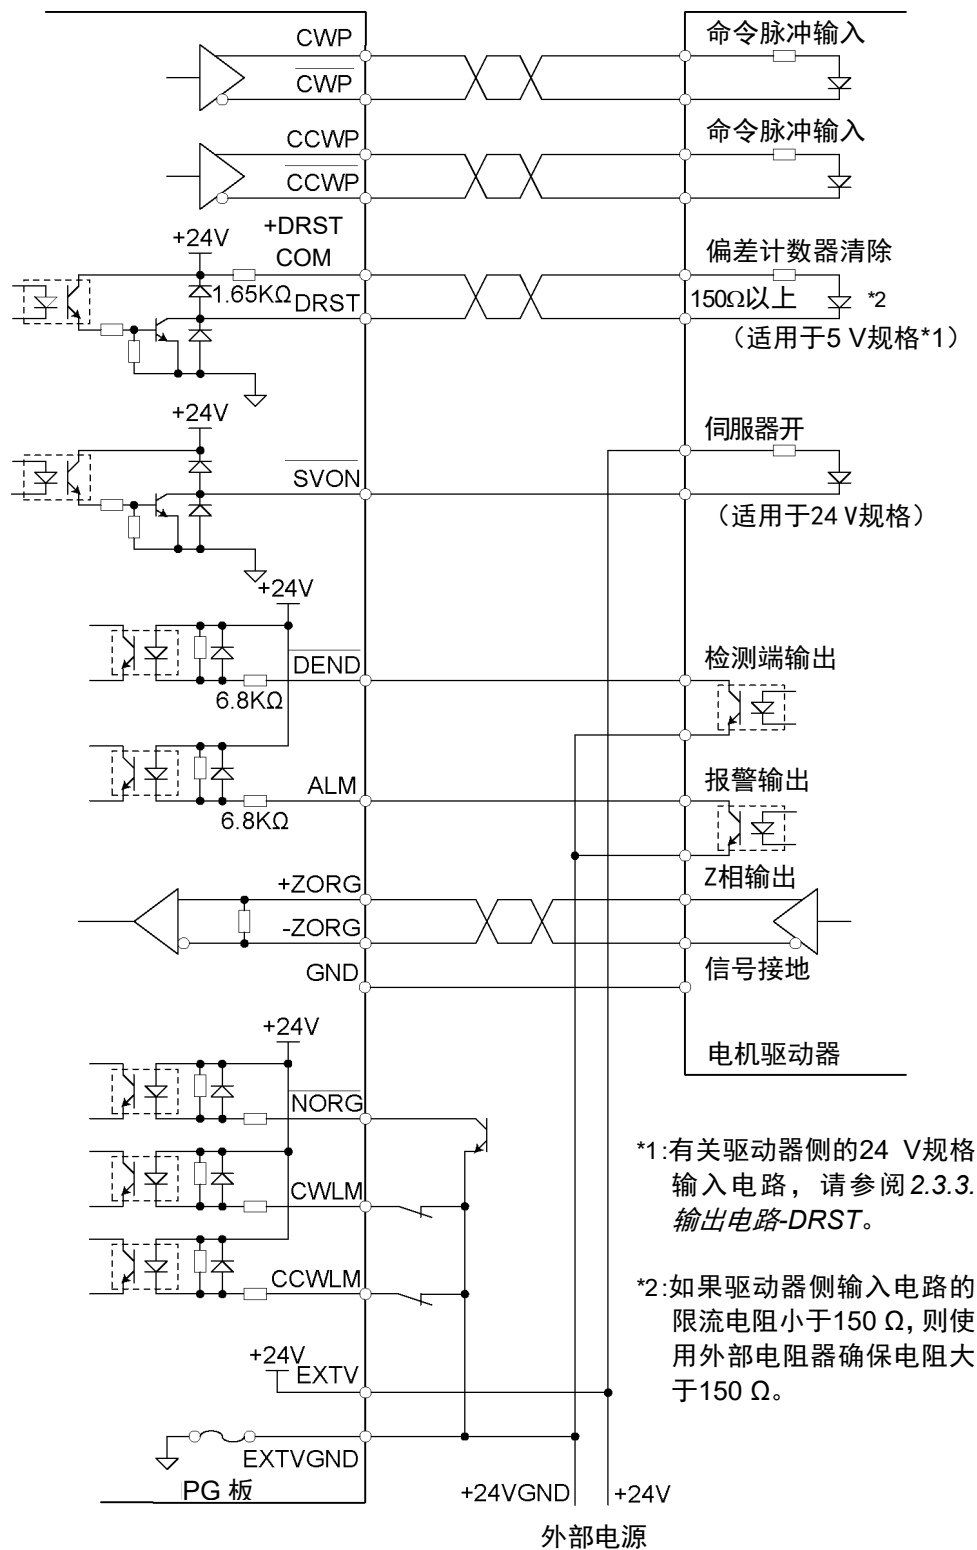 CWP
命令脉冲输入
CWP
CCWP
命令脉冲输入
CCWP
+DRST
+24V
COM
偏差计数器清除
1.65KΩ
DRST
150Ω以上
*2
（适用于5 V规格*1）
+24V
伺服器开
SVON
（适用于24 V规格）
+24V
DEND
检测端输出
6.8KΩ
ALM
报警输出
6.8KΩ
+ZORG
Z相输出
-ZORG
GND
信号接地
+24V
电机驱动器
NORG
CWLM
CCWLM
*1:有关驱动器侧的24 V规格
输入电路，请参阅2.3.3.
输出电路-DRST。
*2:如果驱动器侧输入电路的
限流电阻小于150 Ω，则使
用外部电阻器确保电阻大
于150 Ω。
+24V
EXTV
EXTVGND
PG 板
+24VGND
+24V
外部电源